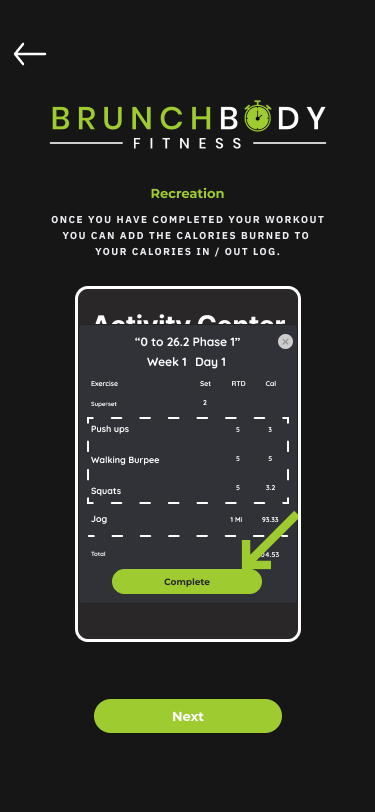 BRUNCHBODY
FITNESS
Recreation
ONCE YOU HAVE COMPLETED YOUR WORKOUT
YOU CAN ADD THE CALORIES BURNED TO
YOUR CALORIES IN / OUT LOG.
Activity Center
“0 to 26.2 Phase 1”
Week 1 Day 1
Exercise Set RTD Cal
Superset 2
Push ups 5 3
Walking Burpee 5 5
Squats 5 3.2
Jog 1 Mi 93.33
Total
Complete
Next